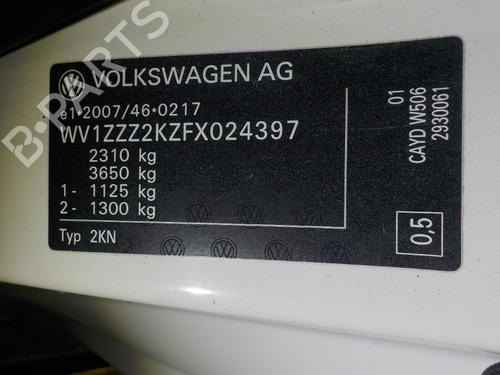 VOLKSWAGEN AG
e1*2007/46*0217
WV1ZZZ2KZFX024397
2310 kg
3650 kg
1- 1125 kg
2- 1300 kg
Typ 2KN
01
CAYD W506
2930061
0,5
B-PARTS